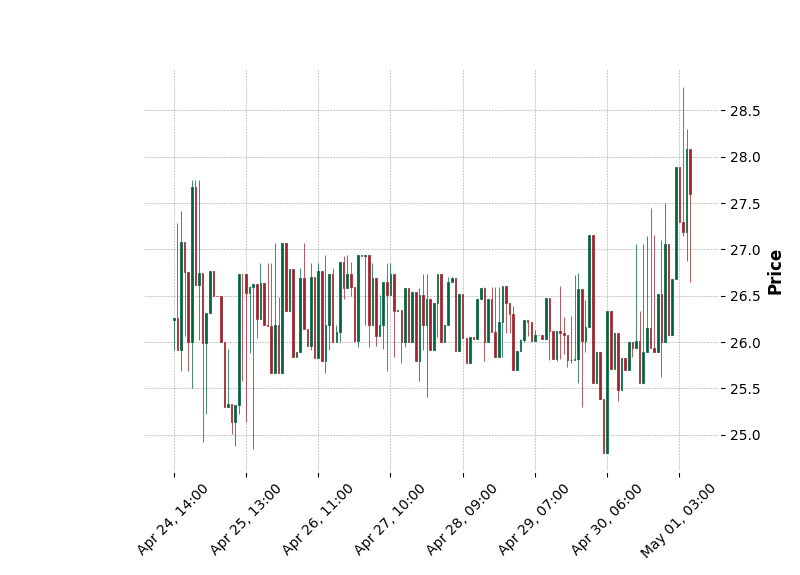 28.5
28.0
27.5
27.0
26.5
26.0
25.5
25.0
Price
Apr 24, 14:00
Apr 25, 13:00
Apr 26, 11:00
Apr 27, 10:00
Apr 28, 09:00
Apr 29, 07:00
Apr 30, 06:00
May 01, 03:00